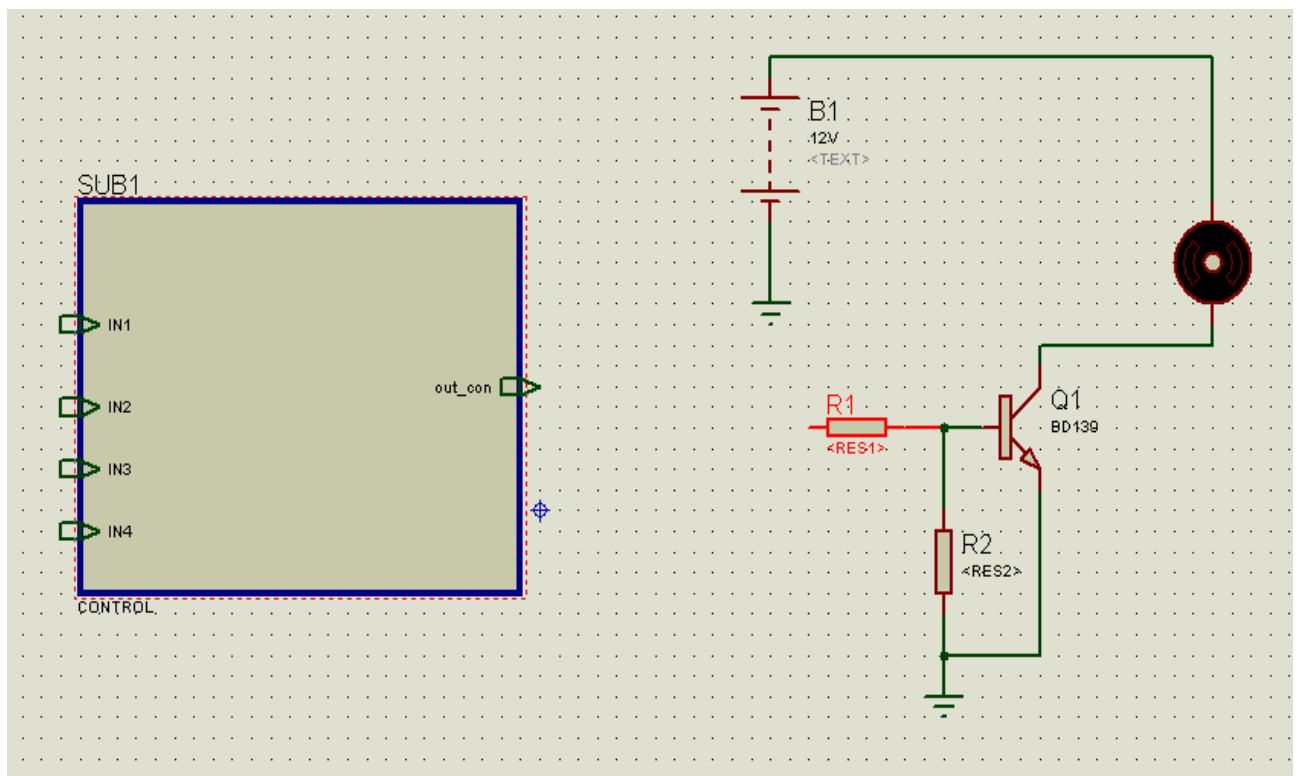 B1
12V
<TEXT>
SUB1
IN1
out_con
R1
Q1
IN2
BD139
<RES1>
IN3
IN4
R2
<RES2>
CONTROL